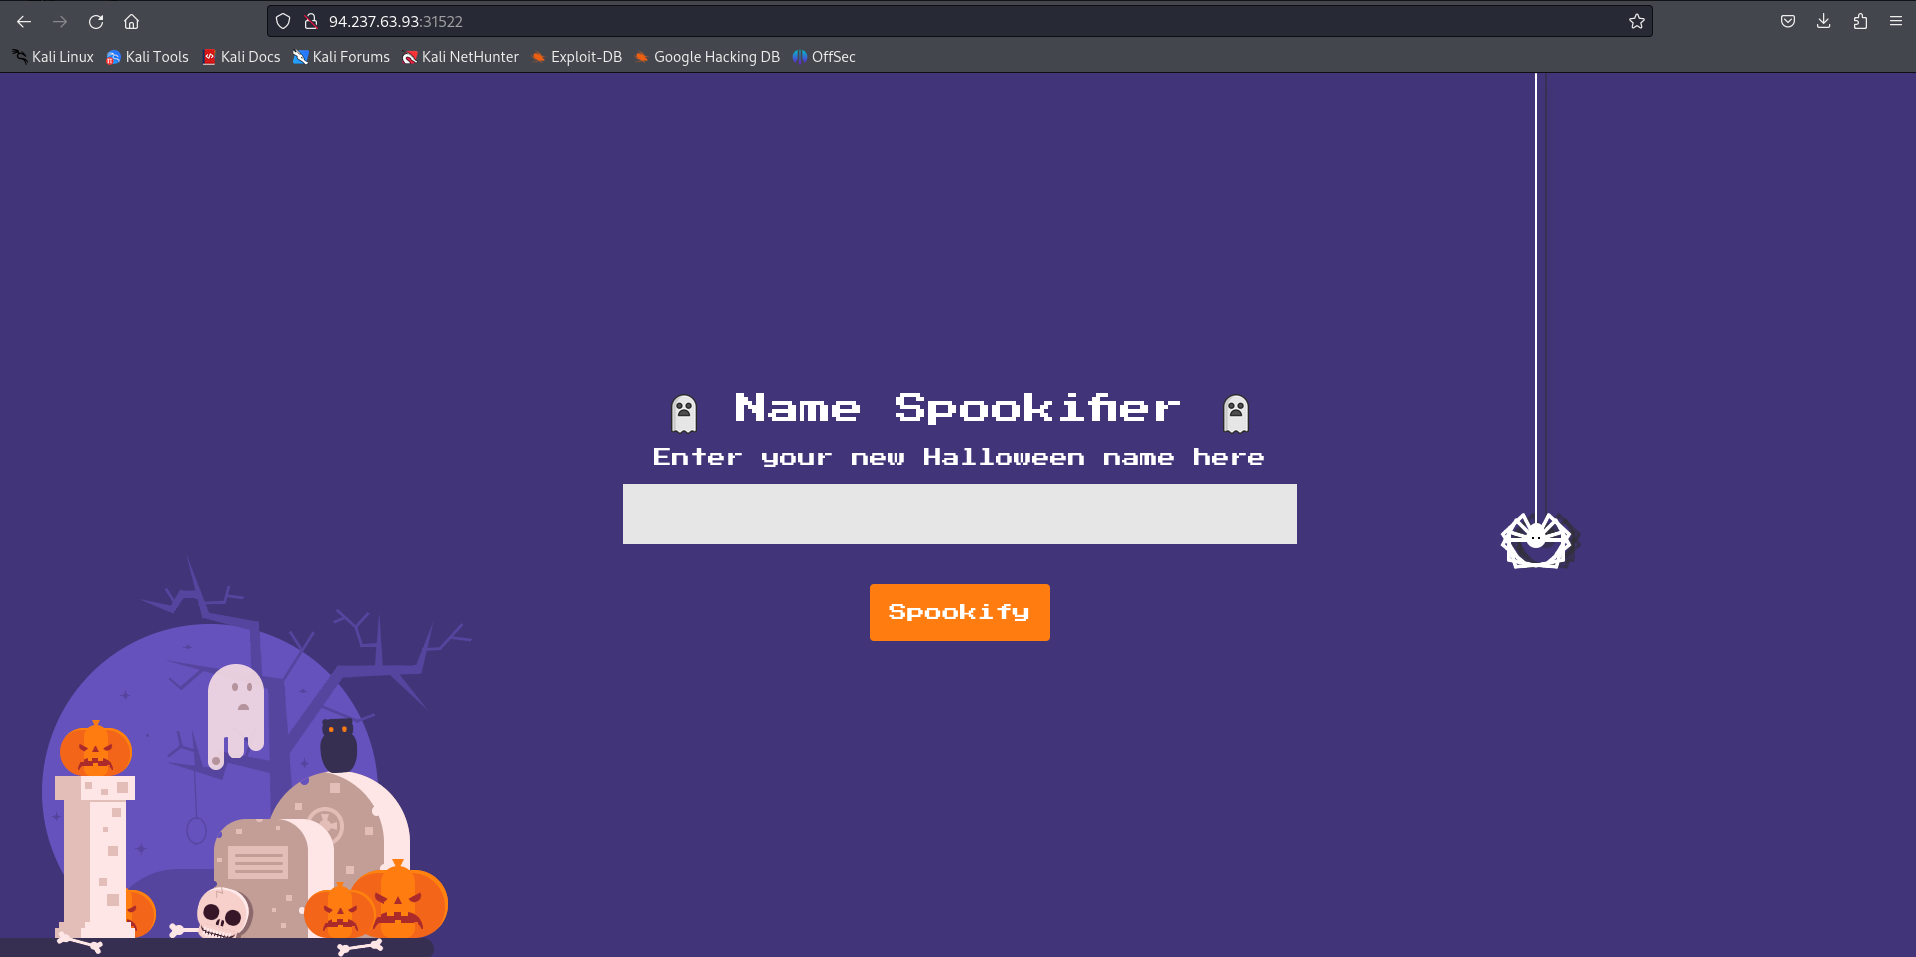 94.237.63.93:31522
Kali Linux Kali Tools Kali Docs Kali Forums Kali NetHunter Exploit-DB Google Hacking DB OffSec
Name Spookifier
Enter your new Halloween name here
Spookify